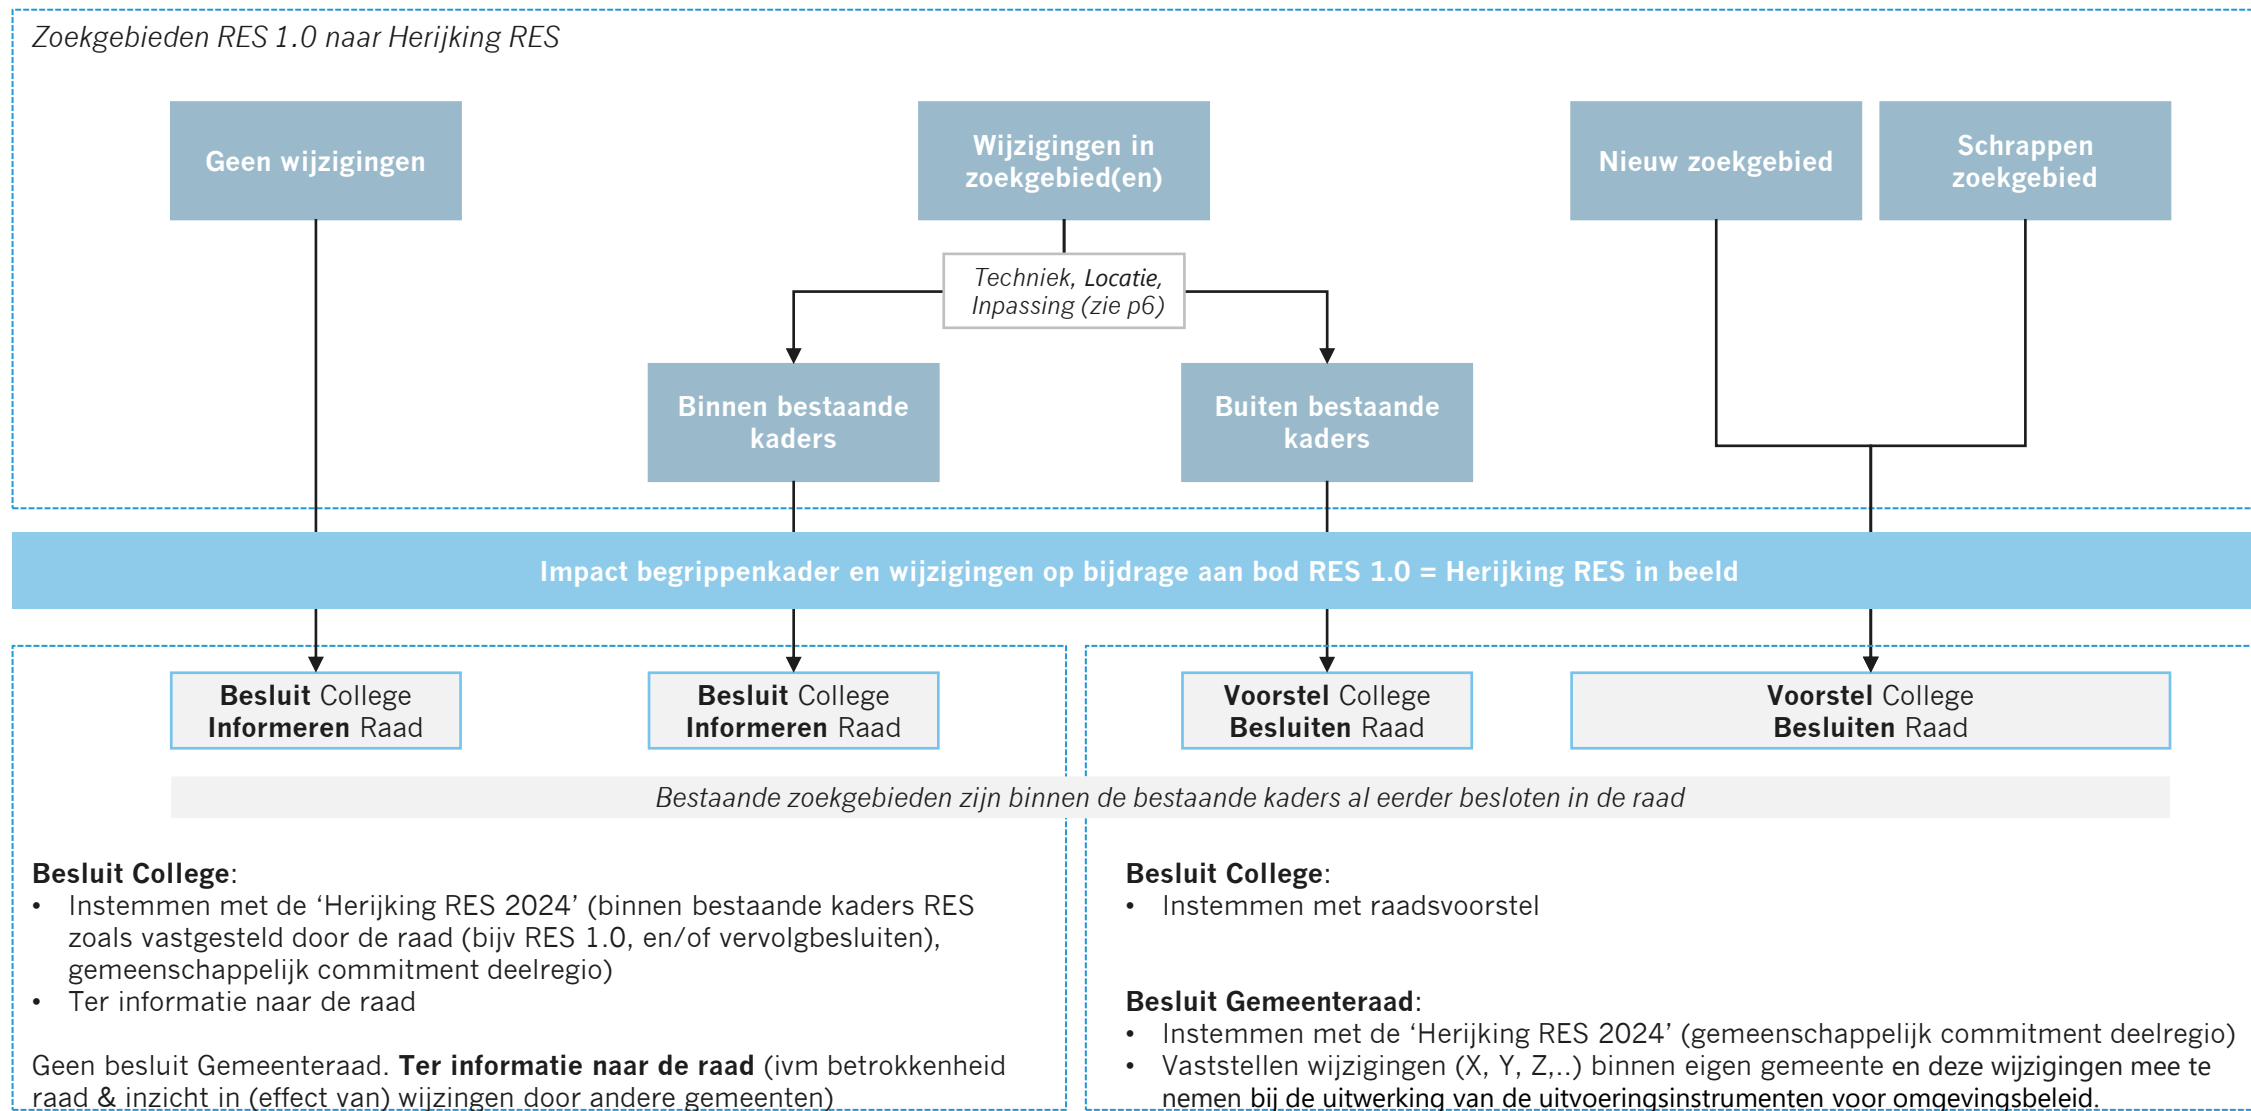 Zoekgebieden RES 1.0 naar Herijking RES
Geen wijzigingen
Wijzigingen in
zoekgebied(en)
Nieuw zoekgebied
Schrappen
zoekgebied
Techniek, Locatie,
Inpassing (zie p6)
Binnen bestaande
kaders
Buiten bestaande
kaders
Impact begrippenkader en wijzigingen op bijdrage aan bod RES 1.0 = Herijking RES in beeld
Besluit College
Informeren Raad
Besluit College
Informeren Raad
Voorstel College
Besluiten Raad
Voorstel College
Besluiten Raad
Bestaande zoekgebieden zijn binnen de bestaande kaders al eerder besloten in de raad
Besluit College:
• Instemmen met de ‘Herijking RES 2024’ (binnen bestaande kaders RES
zoals vastgesteld door de raad (bijv RES 1.0, en/of vervolgbesluiten),
gemeenschappelijk commitment deelregio)
• Ter informatie naar de raad
Geen besluit Gemeenteraad. Ter informatie naar de raad (ivm betrokkenheid
raad & inzicht in (effect van) wijzingen door andere gemeenten)
Besluit College:
• Instemmen met raadsvoorstel
Besluit Gemeenteraad:
• Instemmen met de ‘Herijking RES 2024’ (gemeenschappelijk commitment deelregio)
• Vaststellen wijzigingen (X, Y, Z,..) binnen eigen gemeente en deze wijzigingen mee te
nemen bij de uitwerking van de uitvoeringsinstrumenten voor omgevingsbeleid.